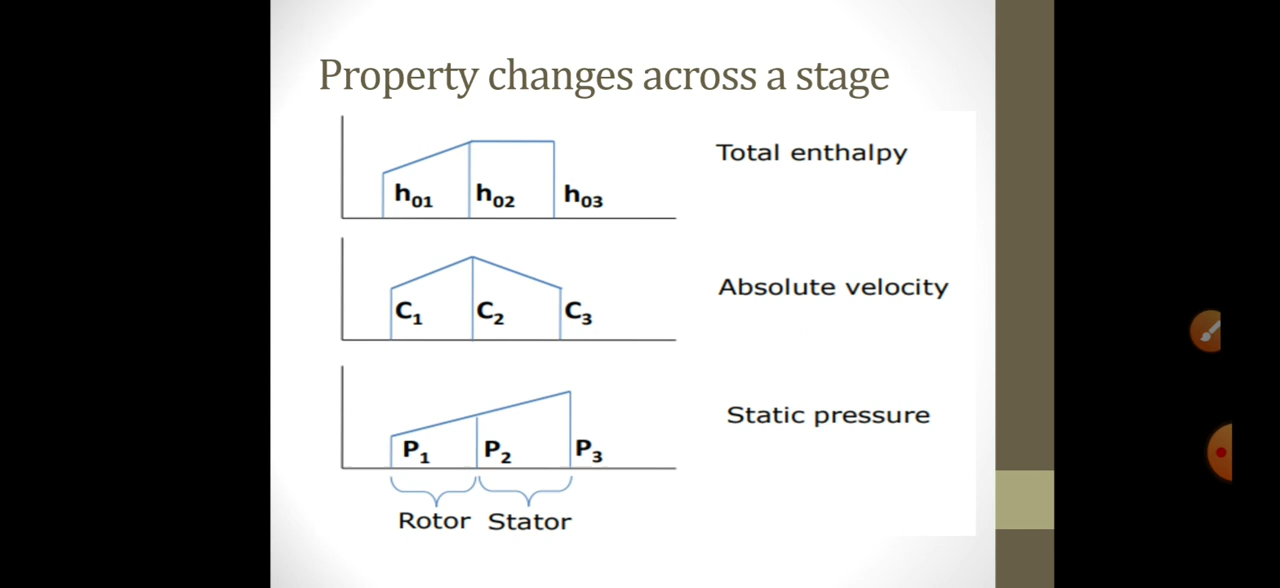 Property changes across a stage
Total enthalpy
h01 h02 h03
Absolute velocity
C1 C2 C3
Static pressure
P1 P2 P3
Rotor Stator